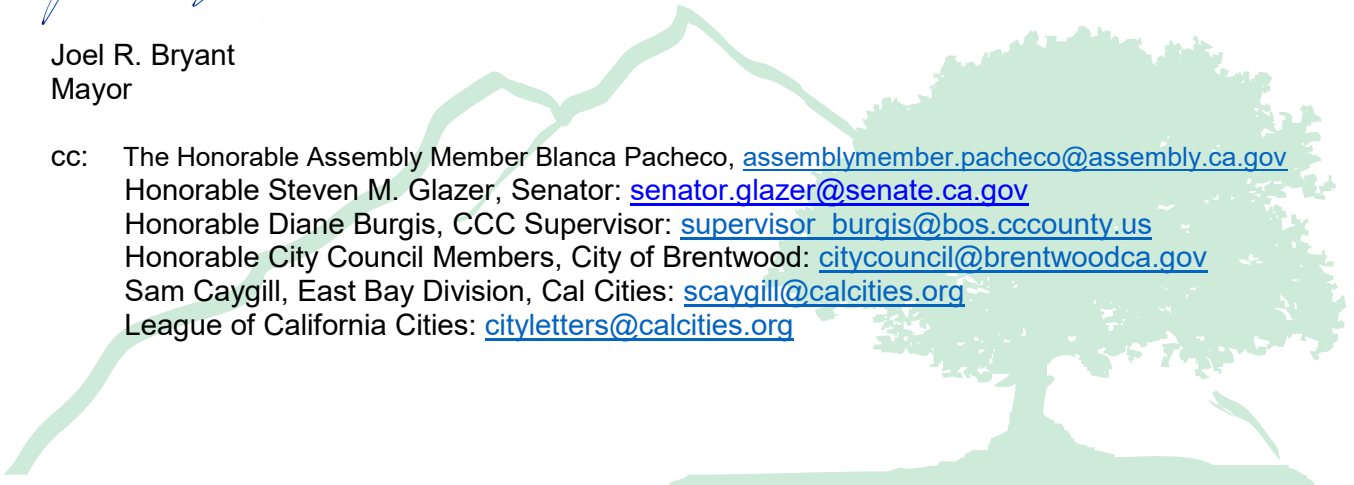 Joel R. Bryant
Mayor
cc: The Honorable Assembly Member Blanca Pacheco, assemblymember.pacheco@assembly.ca.gov
Honorable Steven M. Glazer, Senator: senator.glazer@senate.ca.gov
Honorable Diane Burgis, CCC Supervisor: supervisor_burgis@bos.cccounty.us
Honorable City Council Members, City of Brentwood: citycouncil@brentwoodca.gov
Sam Caygill, East Bay Division, Cal Cities: scaygill@calcities.org
League of California Cities: cityletters@calcities.org